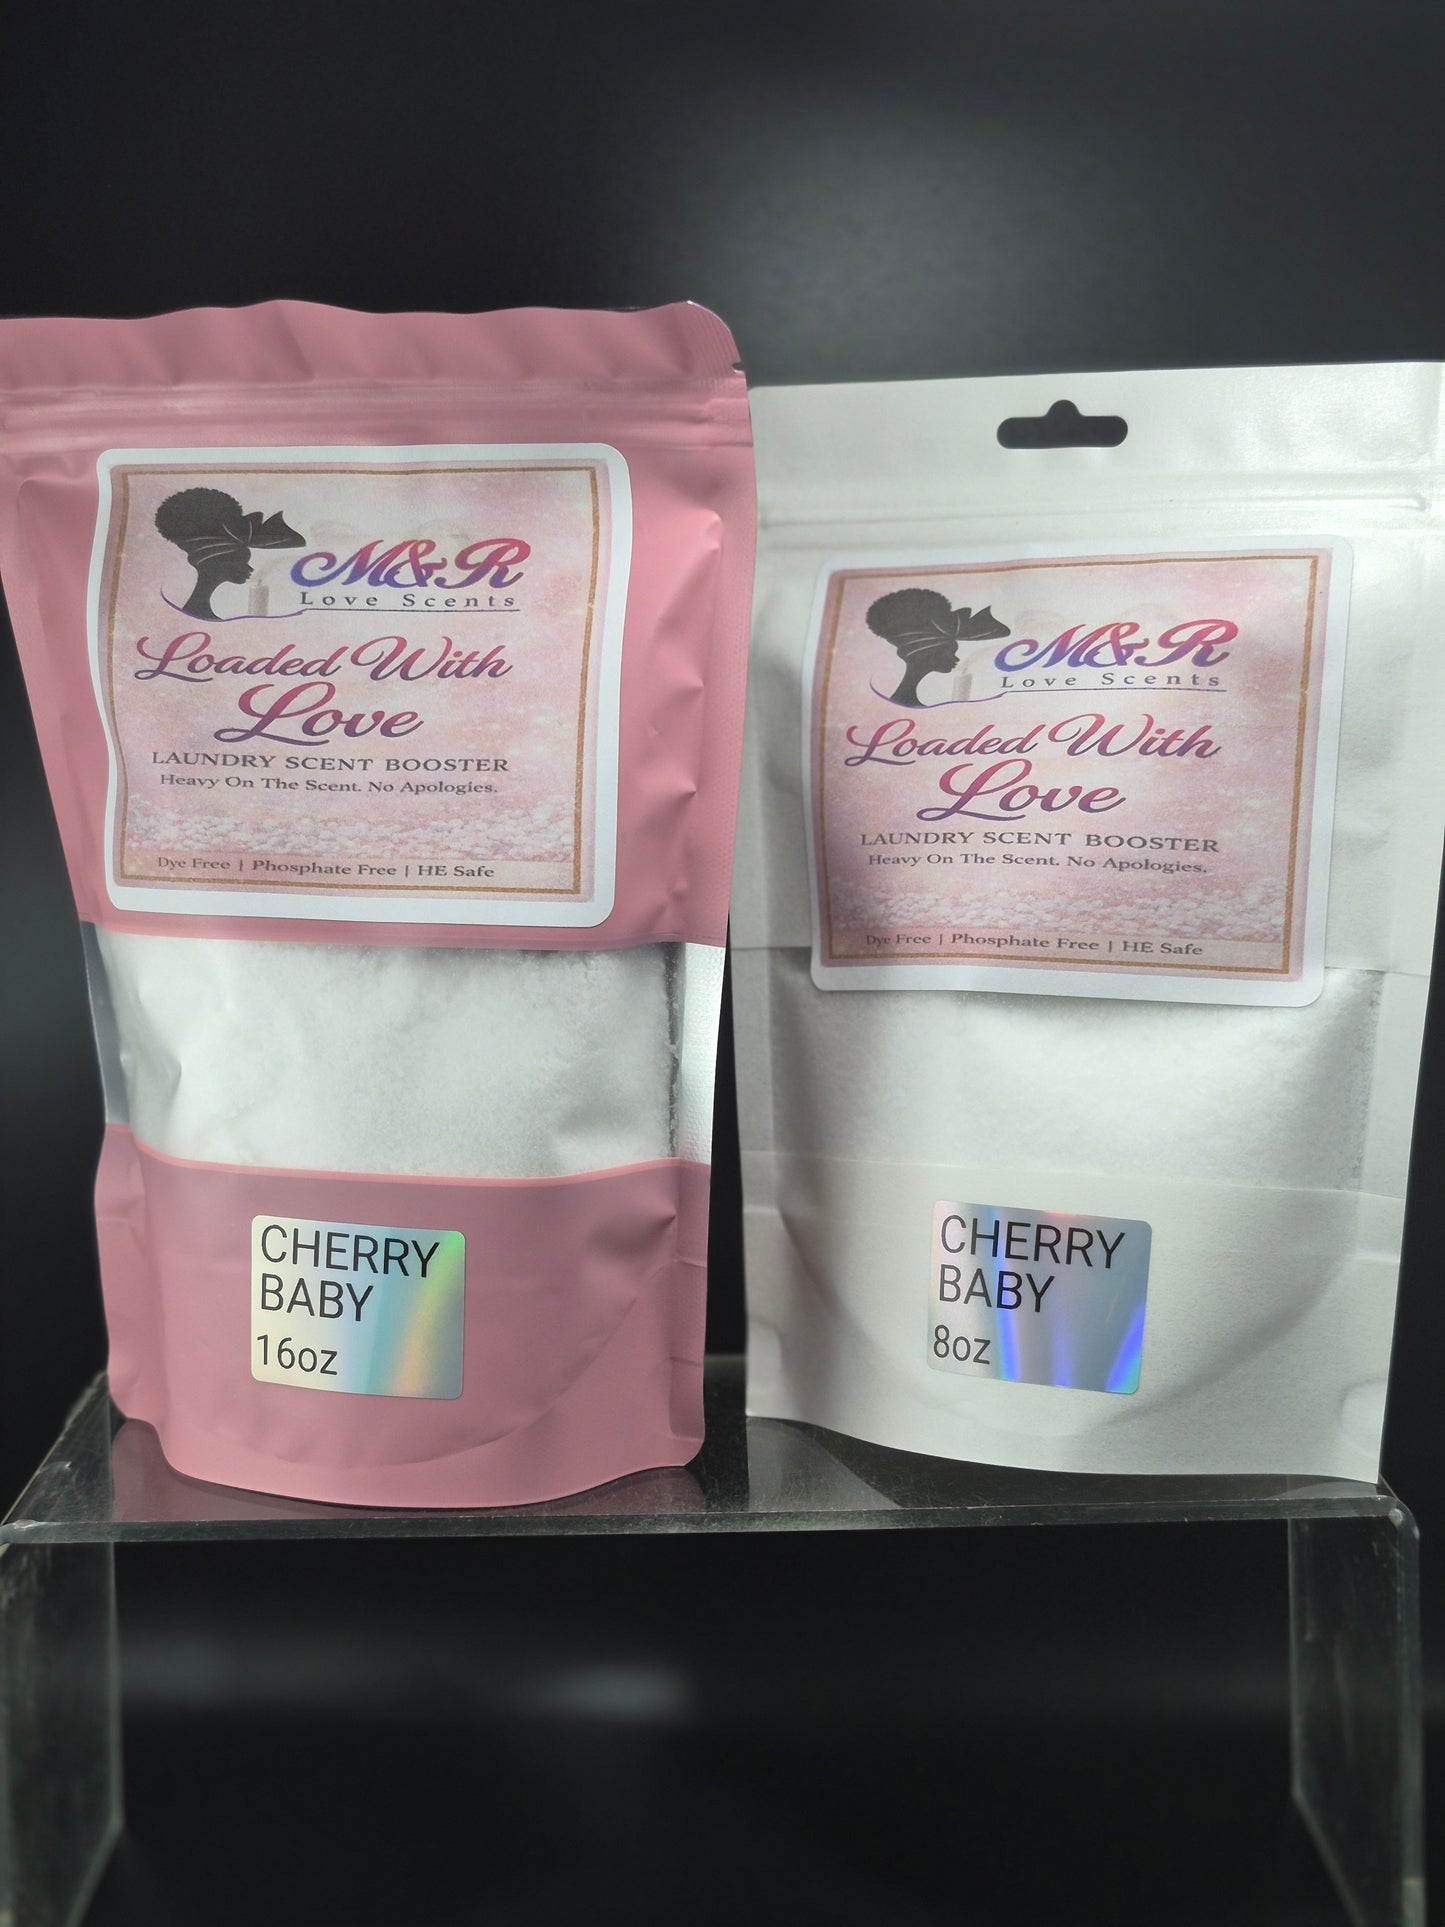 M&R
Love Scents
Loaded With
Love
LAUNDRY SCENT BOOSTER
Heavy On The Scent. No Apologies.
Dye Free | Phosphate Free | HE Safe
CHERRY
BABY
16oz
M&R
Love Scents
Loaded With
Love
LAUNDRY SCENT BOOSTER
Heavy On The Scent. No Apologies.
Dye Free | Phosphate Free | HE Safe
CHERRY
BABY
8oz